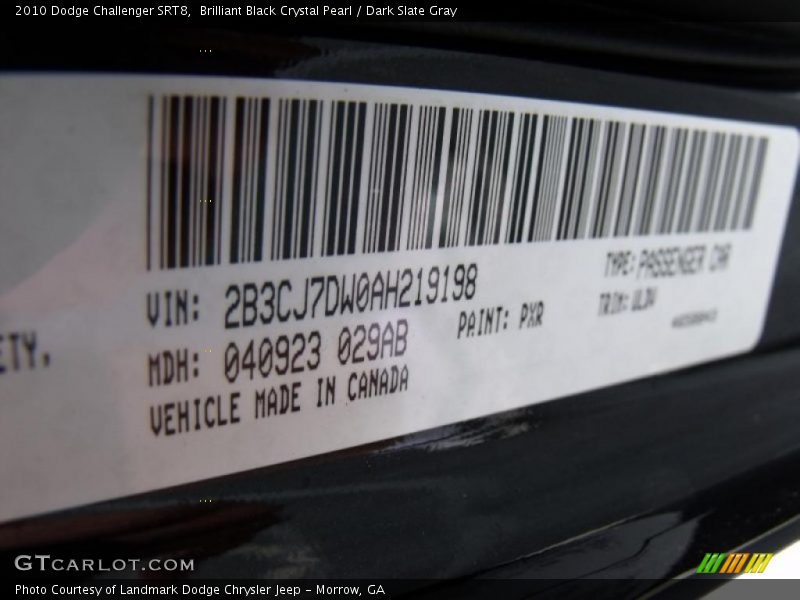 2010 Dodge Challenger SRT8,  Brilliant Black Crystal Pearl / Dark Slate Gray
TYPE: PASSENGER CAR
VIN: 2B3CJ7DW0AH219198
TRIM:
PAINT: PXR
ETY.
MDH: 040923 029AB
VEHICLE MADE IN CANADA
GTCARLOT.COM
Photo Courtesy of Landmark Dodge Chrysler Jeep - Morrow, GA